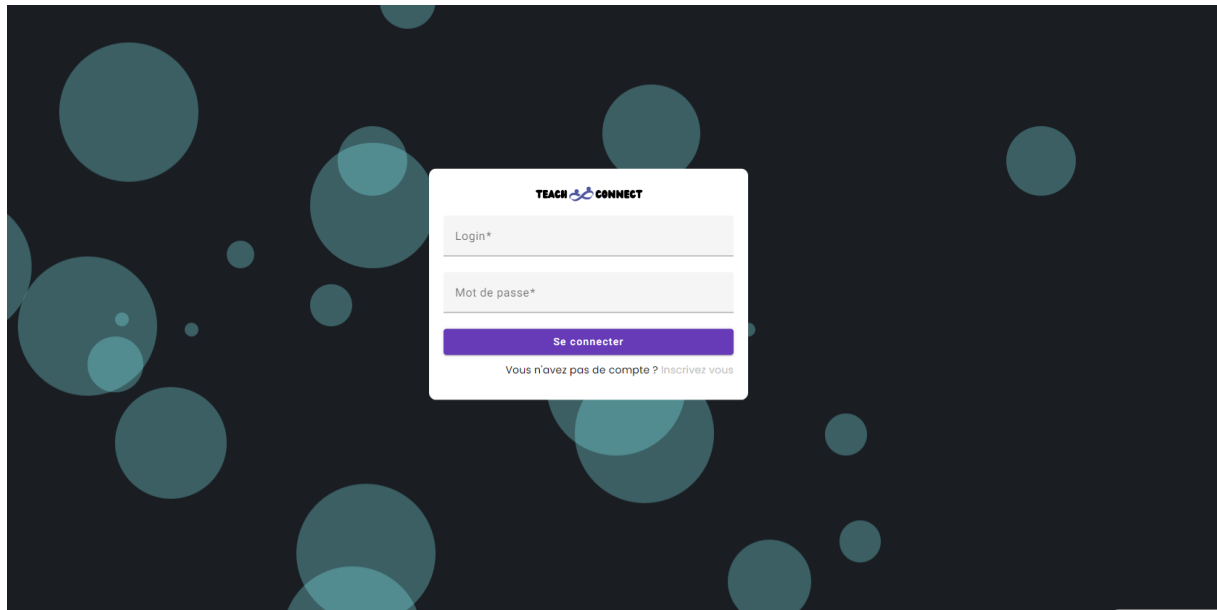 TEACH CONNECT
Login*
Mot de passe*
Se connecter
Vous n'avez pas de compte ? Inscrivez vous